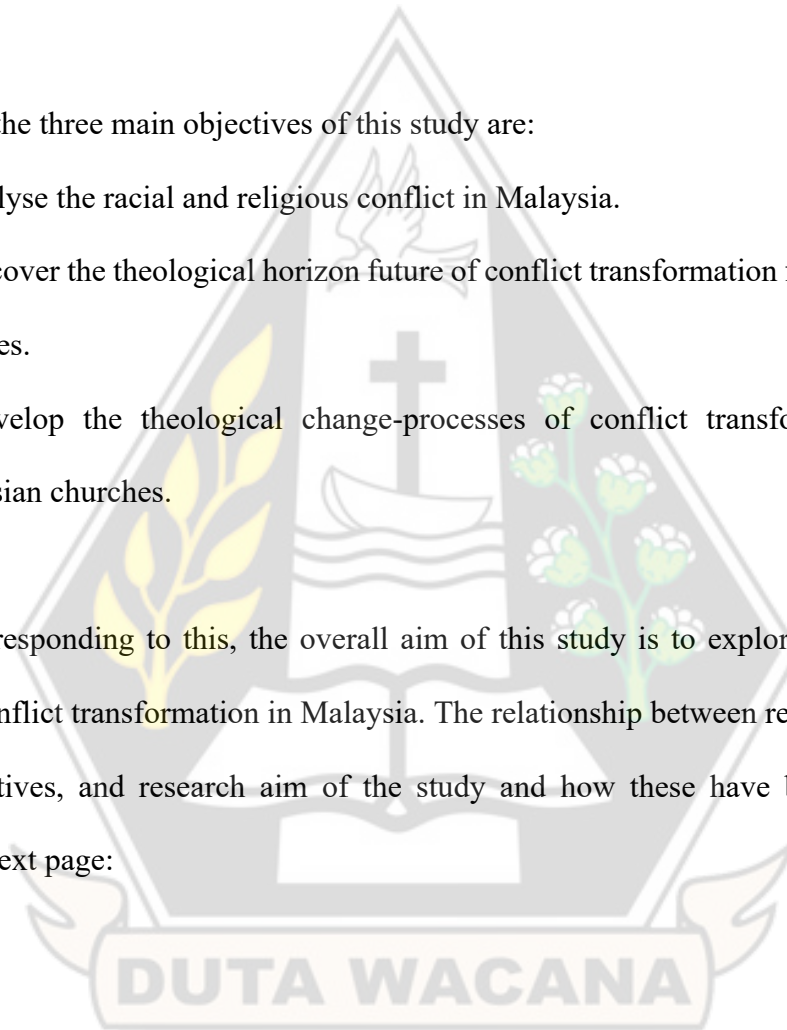 the three main objectives of this study are:
lyse the racial and religious conflict in Malaysia.
cover the theological horizon future of conflict transformation
es.
velop the theological change-processes of conflict transfo
sian churches.
responding to this, the overall aim of this study is to explor
nflict transformation in Malaysia. The relationship between re
tives, and research aim of the study and how these have
ext page:
DUTA WACANA